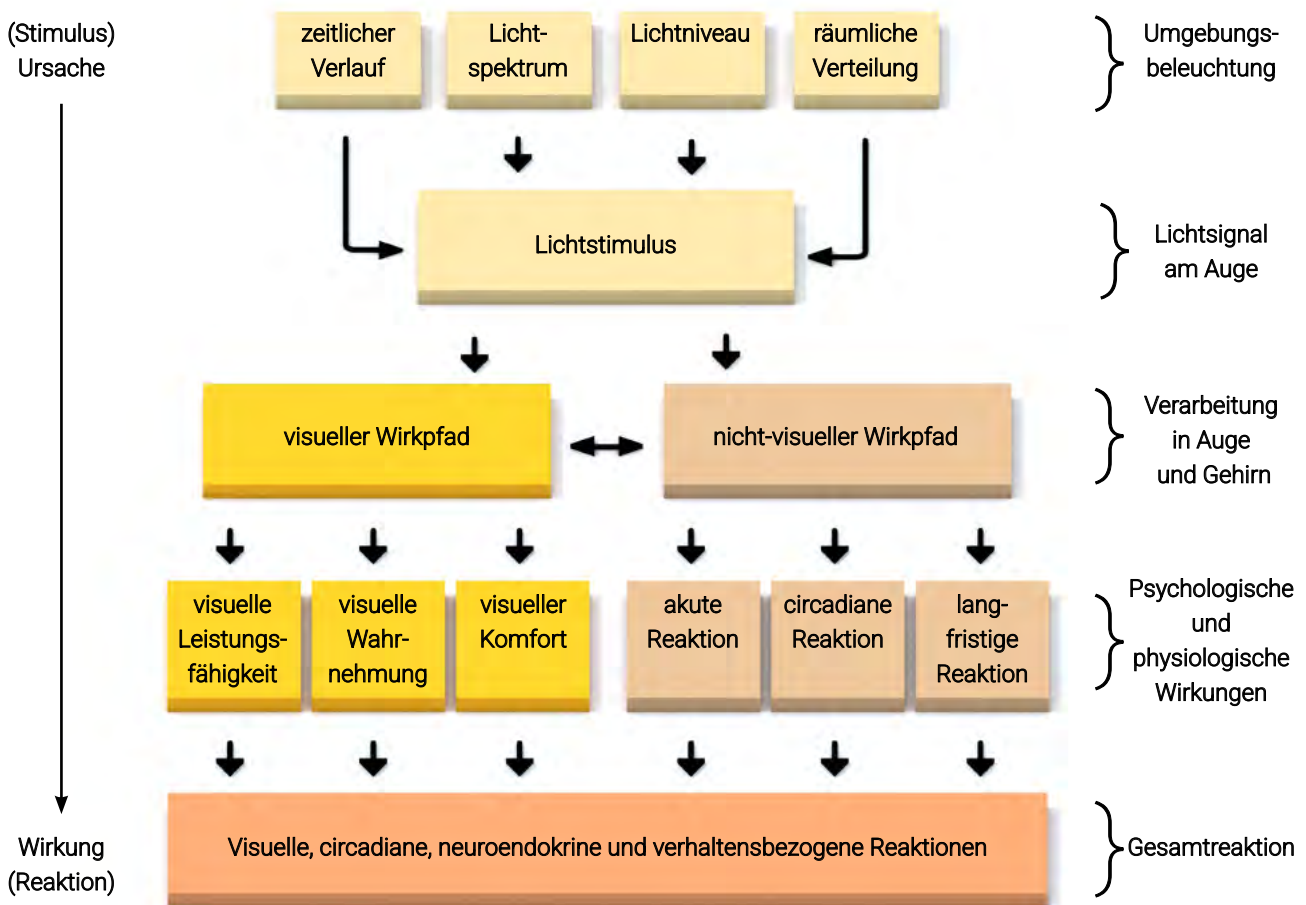 (Stimulus)
Ursache
zeitlicher
Verlauf
Licht-
spektrum
Lichtniveau
räumliche
Verteilung
Umgebungs-
beleuchtung
Lichtstimulus
Lichtsignal
am Auge
visueller Wirkpfad
nicht-visueller Wirkpfad
Verarbeitung
in Auge
und Gehirn
visuelle
Leistungs-
fähigkeit
visuelle
Wahr-
nehmung
visueller
Komfort
akute
Reaktion
circadiane
Reaktion
lang-
fristige
Reaktion
Psychologische
und
physiologische
Wirkungen
Wirkung
(Reaktion)
Visuelle, circadiane, neuroendokrine und verhaltensbezogene Reaktionen
Gesamtreaktion